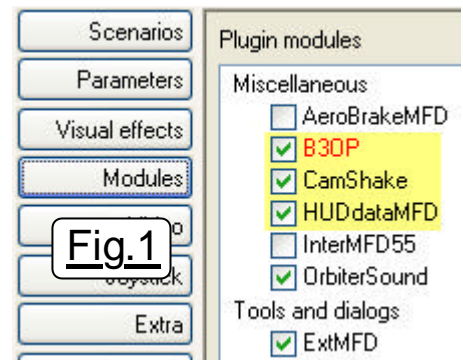 Scenarios
Parameters
Visual effects
Modules
Joystick
Extra
Fig.1
Plugin modules
Miscellaneous
AeroBrakeMFD
B3OP
CamShake
HUDdataMFD
InterMFD55
OrbiterSound
Tools and dialogs
ExtMFD